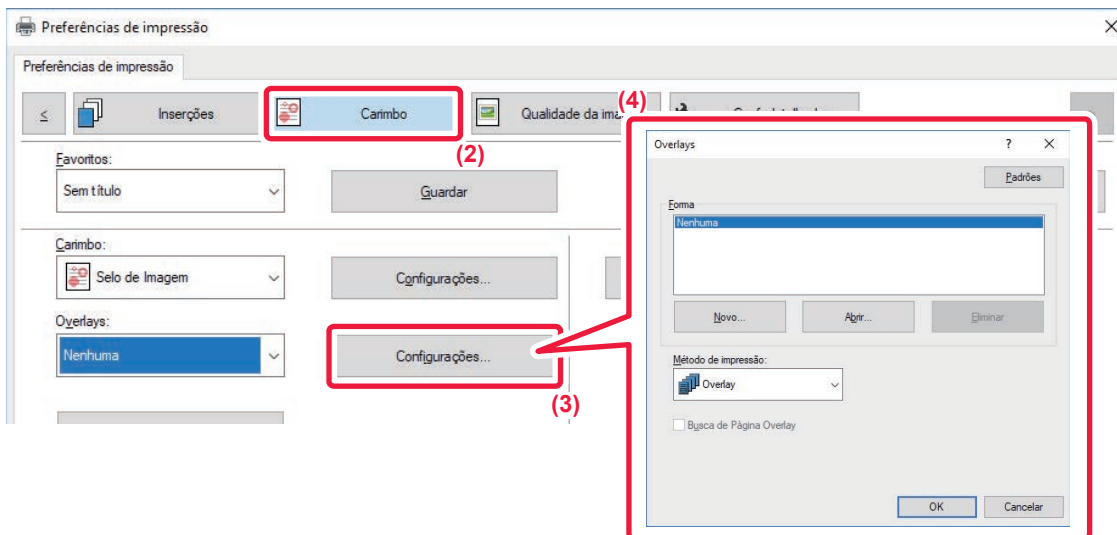 Preferências de impressão
Preferências de impressão
<
Inserções
Carimbo
Qualidade da ima
(2)
(4)
Favoritos:
Sem título
Guardar
Carimbo:
Selo de Imagem
Configurações...
Overlays:
Nenhuma
Configurações...
(3)
Overlays
?
Padrões
Forma
Nenhuma
Novo...
Abrir...
Eliminar
Método de impressão:
Overlay
Busca de Página Overlay
OK
Cancelar